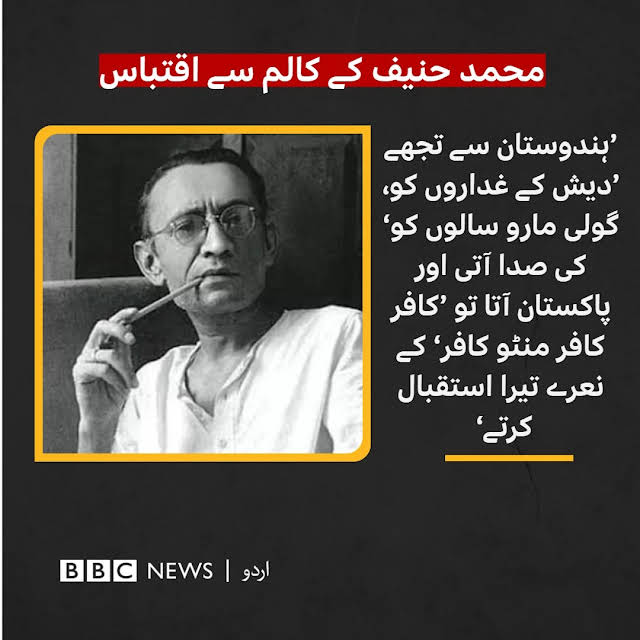 محمد حنیف کے کالم سے اقتباس
’ہندوستان سے تجھے
’دیش کے غداروں کو،
گولی مارو سالوں کو‘
کی صدا آتی اور
پاکستان آتا تو ’کافر
کافر منٹو کافر‘ کے
نعرے تیرا استقبال
کرتے‘
BBC NEWS | اردو